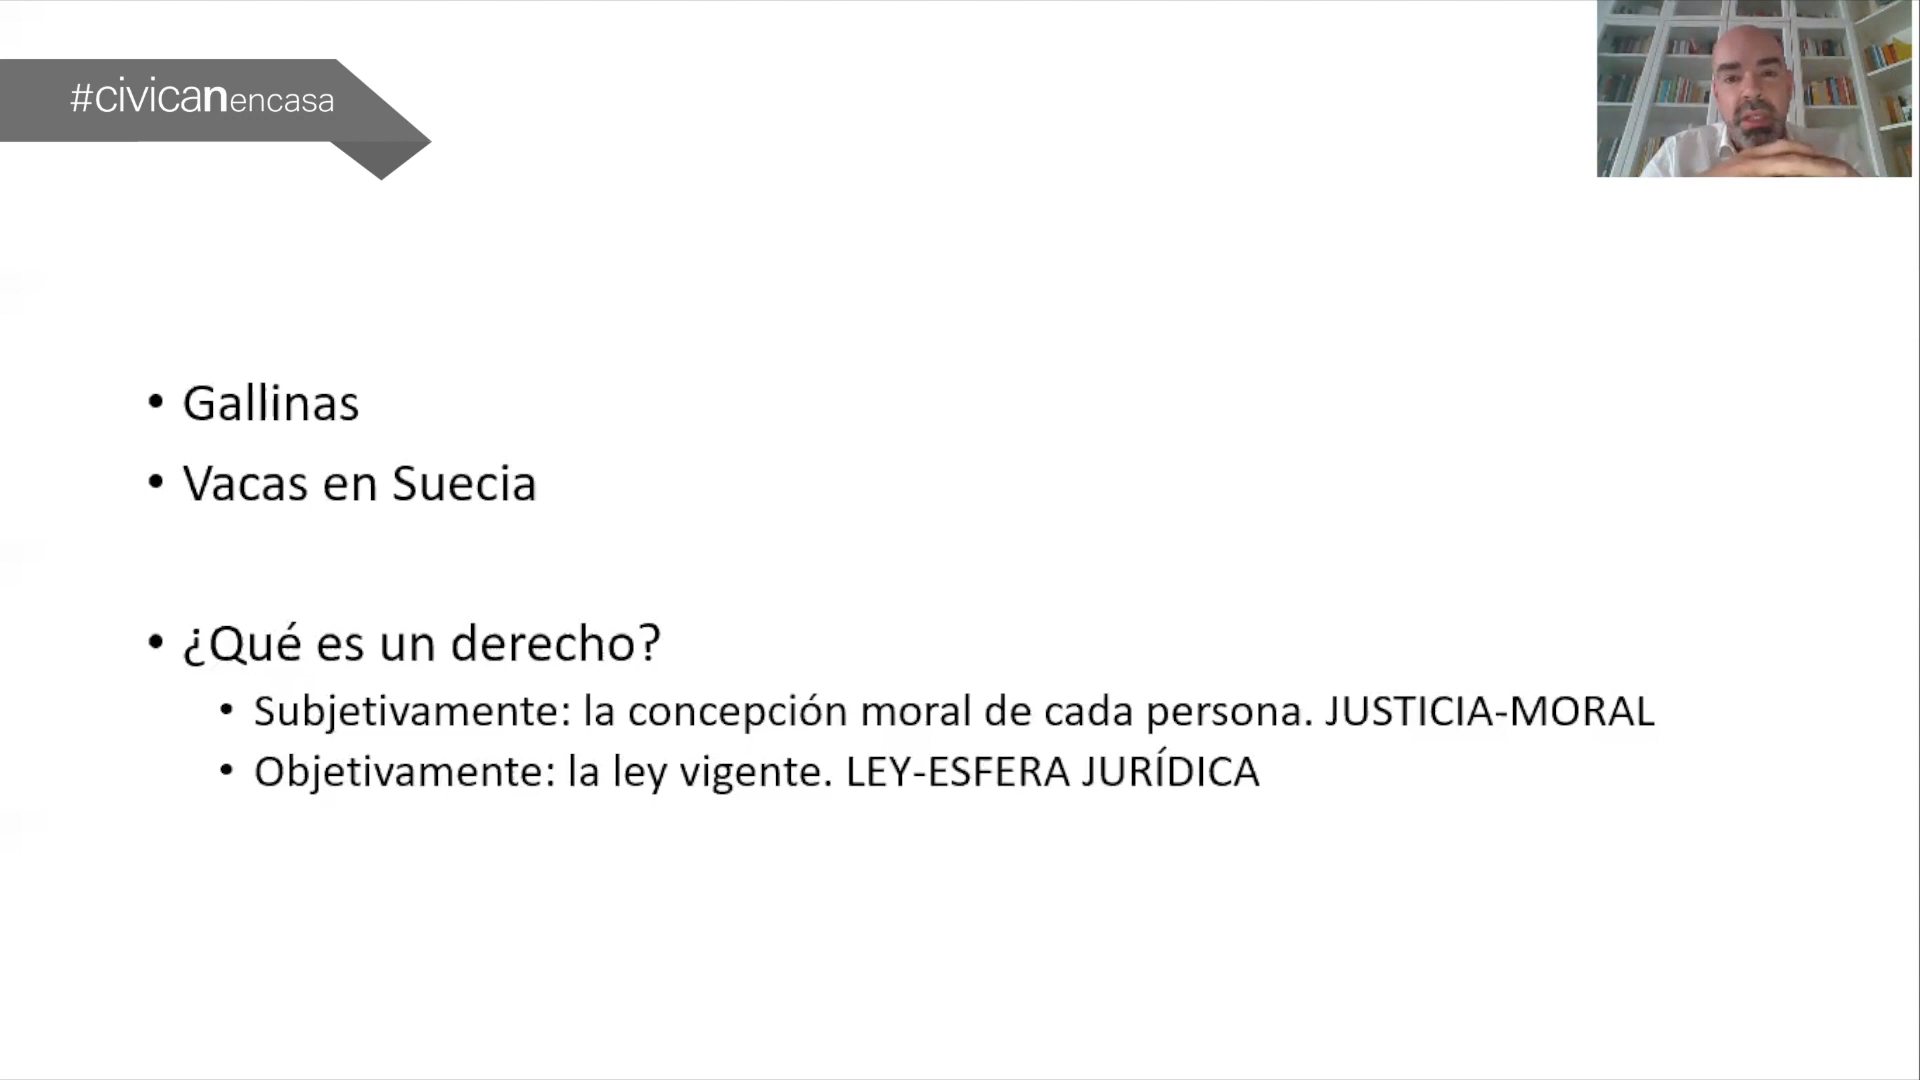 #civicanencasa
• Gallinas
• Vacas en Suecia
• ¿Qué es un derecho?
• Subjetivamente: la concepción moral de cada persona. JUSTICIA-MORAL
• Objetivamente: la ley vigente. LEY-ESFERA JURÍDICA